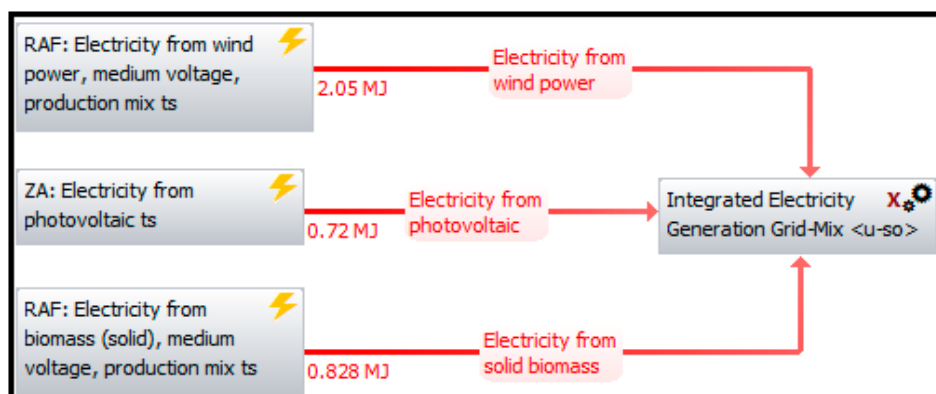 RAF: Electricity from wind
power, medium voltage,
production mix ts
2.05 MJ
Electricity from
wind power
ZA: Electricity from
photovoltaic ts
0.72 MJ
Electricity from
photovoltaic
Integrated Electricity X
Generation Grid-Mix <u-so>
RAF: Electricity from
biomass (solid), medium
voltage, production mix ts
0.828 MJ
Electricity from
solid biomass